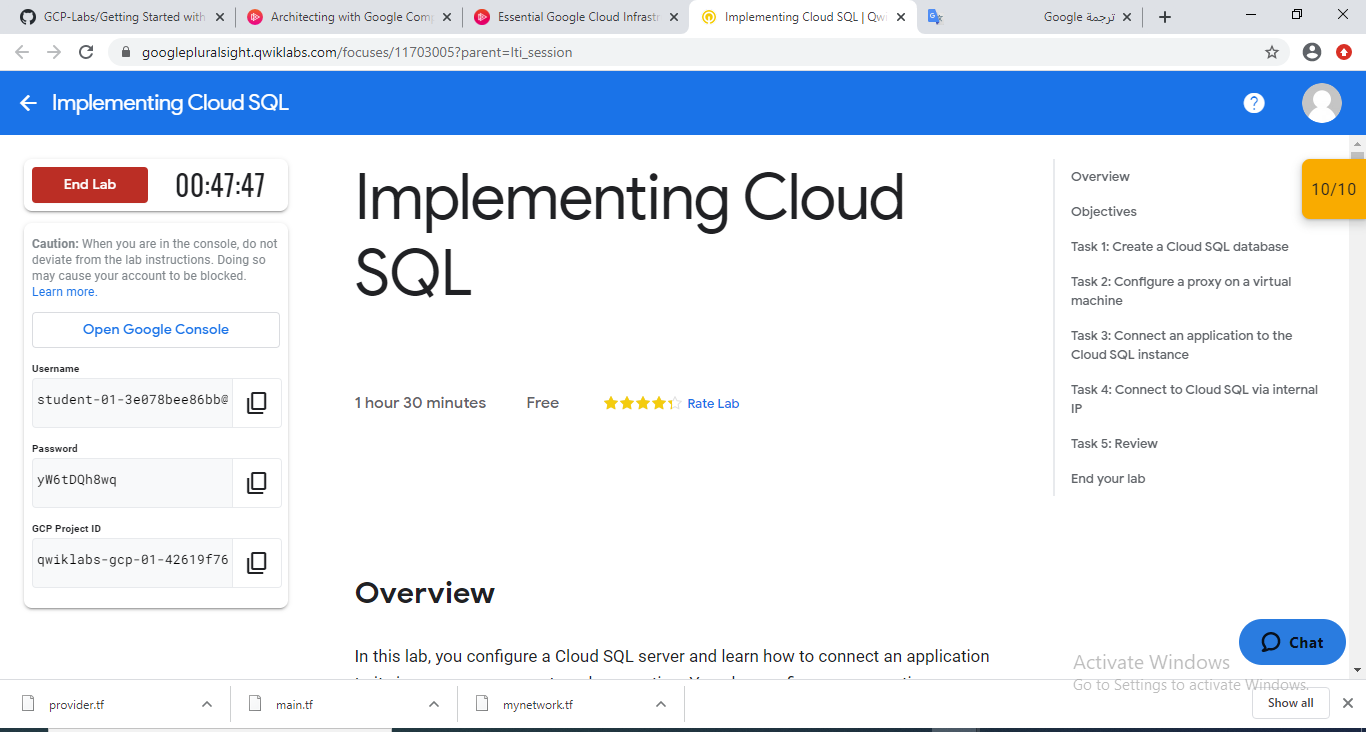 GCP-Labs/Getting Started with
Architecting with Google Comp
Essential Google Cloud Infrastr
Implementing Cloud SQL | Qwi
ترجمة Google
googlepluralsight.qwiklabs.com/focuses/11703005?parent=lti_session
Implementing Cloud SQL
End Lab
00:47:47
Caution: When you are in the console, do not
deviate from the lab instructions. Doing so
may cause your account to be blocked.
Learn more.
Open Google Console
Username
student-01-3e078bee86bb@
Password
yW6tDQh8wq
GCP Project ID
qwiklabs-gcp-01-42619f76
Implementing Cloud
SQL
1 hour 30 minutes
Free
Rate Lab
Overview
In this lab, you configure a Cloud SQL server and learn how to connect an application
Overview
Objectives
Task 1: Create a Cloud SQL database
Task 2: Configure a proxy on a virtual
machine
Task 3: Connect an application to the
Cloud SQL instance
Task 4: Connect to Cloud SQL via internal
IP
Task 5: Review
End your lab
10/10
Chat
Activate Windows
Go to Settings to activate Windows.
provider.tf
main.tf
mynetwork.tf
Show all